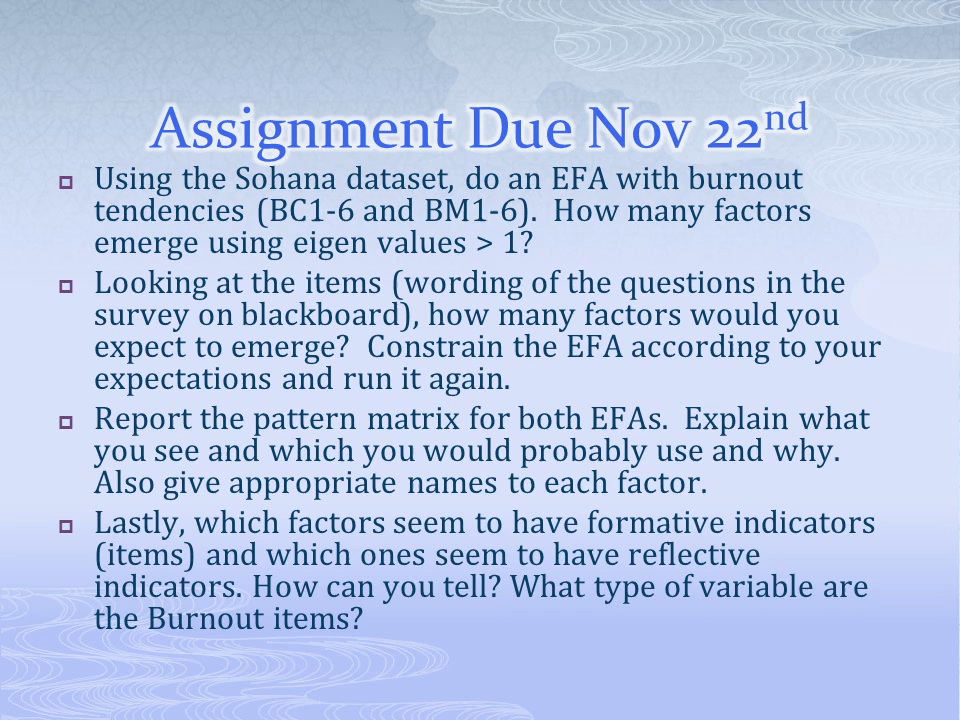 Assignment Due Nov 22nd
Using the Sohana dataset, do an EFA with burnout
tendencies (BC1-6 and BM1-6).  How many factors
emerge using eigen values > 1?
Looking at the items (wording of the questions in the
survey on blackboard), how many factors would you
expect to emerge?  Constrain the EFA according to your
expectations and run it again.
Report the pattern matrix for both EFAs.  Explain what
you see and which you would probably use and why.
Also give appropriate names to each factor.
Lastly, which factors seem to have formative indicators
(items) and which ones seem to have reflective
indicators. How can you tell? What type of variable are
the Burnout items?